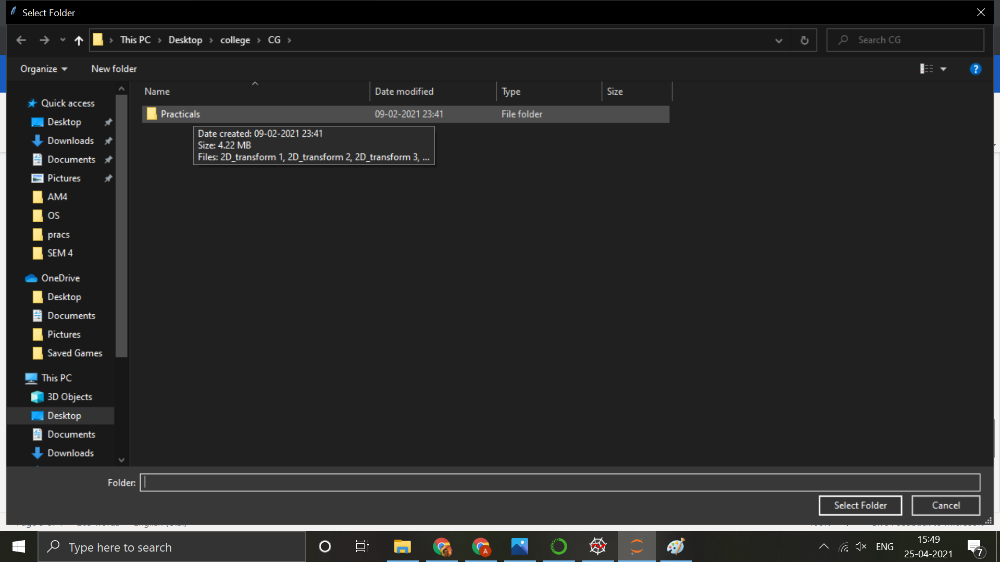 Select Folder
This PC > Desktop > college > CG >
Search CG
Organize
New folder
?
Name
Date modified
Type
Size
Quick access
Desktop
Downloads
Documents
Pictures
AM4
OS
pracs
SEM 4
OneDrive
Desktop
Documents
Pictures
Saved Games
This PC
3D Objects
Desktop
Documents
Downloads
Practicals
09-02-2021 23:41
File folder
Date created: 09-02-2021 23:41
Size: 4.22 MB
Files: 2D_transform 1, 2D_transform 2, 2D_transform 3, ...
Folder:
Select Folder
Cancel
Type here to search
A
ENG
15:49
25-04-2021
7